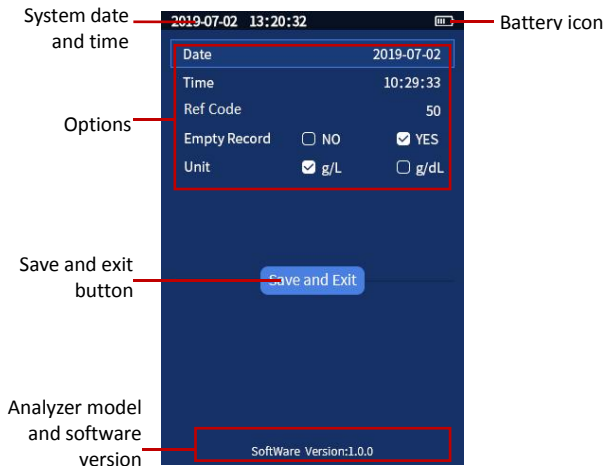 System date
and time
2019-07-02 13:20:32
Battery icon
Options
Date 2019-07-02
Time 10:29:33
Ref Code 50
Empty Record NO YES
Unit g/L g/dL
Save and exit
button
Save and Exit
Analyzer model
and software
version
SoftWare Version:1.0.0